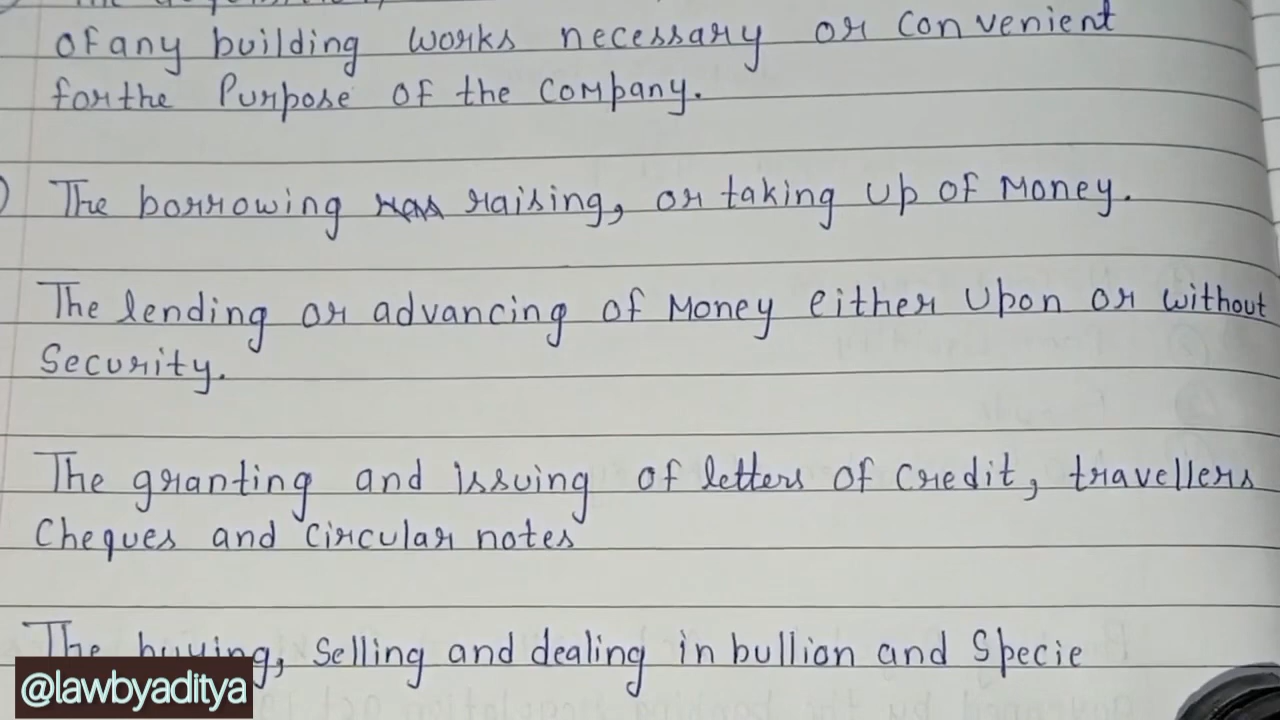 of any building works necessary or convenient
for the Purpose of the company.
The borrowing raising, or taking up of Money.
The lending or advancing of Money either Upon or without
Security.
The granting and issuing of letters of credit, travellers
Cheques and circular notes
The buying, Selling and dealing in bullion and Specie
@lawbyaditya